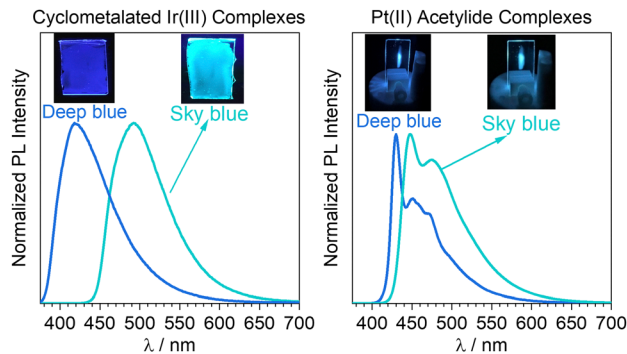 Cyclometalated Ir(III) Complexes
Normalized PL Intensity
Deep blue
Sky blue
400 450 500 550 600 650 700
λ / nm
Pt(II) Acetylide Complexes
Normalized PL Intensity
Deep blue
Sky blue
400 450 500 550 600 650 700
λ / nm